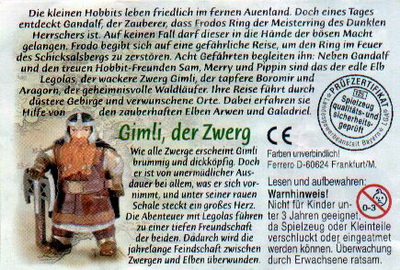 Die kleinen Hobbits leben friedlich im fernen Auenland. Doch eines Tages
entdeckt Gandalf, der Zauberer, dass Frodos Ring der Meisterring des Dunklen
Herrschers ist. Auf keinen Fall darf dieser in die Hände der bösen Macht
gelangen. Frodo begibt sich auf eine gefährliche Reise, um den Ring im Feuer
des Schicksalsbergs zu zerstören. Acht Gefährten begleiten ihn: Neben Gandalf
und den treuen Hobbit-Freunden Sam, Merry und Pippin sind das der edle Elb
Legolas, der wackere Zwerg Gimli, der tapfere Boromir und
Aragorn, der geheimnisvolle Waldläufer. Ihre Reise führt durch
düstere Gebirge und verwunschene Orte. Dabei erfahren sie
Hilfe von den zauberhaften Elben Arwen und Galadriel.
PRÜFZERTIFIKAT
Spielzeug
qualitäts- und
sicherheits-
geprüft
Gimli, der Zwerg
Wie alle Zwerge erscheint Gimli
brummig und dickköpfig. Doch
er ist von unermüdlicher Aus-
dauer bei allem, was er sich vor-
nimmt, und unter seiner rauen
Schale steckt ein großes Herz.
Die Abenteuer mit Legolas führen
zu einer tiefen Freundschaft
der beiden. Dadurch wird die
jahrelange Feindschaft zwischen
Zwergen und Elben überwunden.
CE
Farben unverbindlich!
Ferrero D-60624 Frankfurt/M.
Lesen und aufbewahren:
Warnhinweis!
Nicht für Kinder un-
ter 3 Jahren geeignet,
da Spielzeug oder Kleinteile
verschluckt oder eingeatmet
werden können. Überwachung
durch Erwachsene ratsam.
0-3